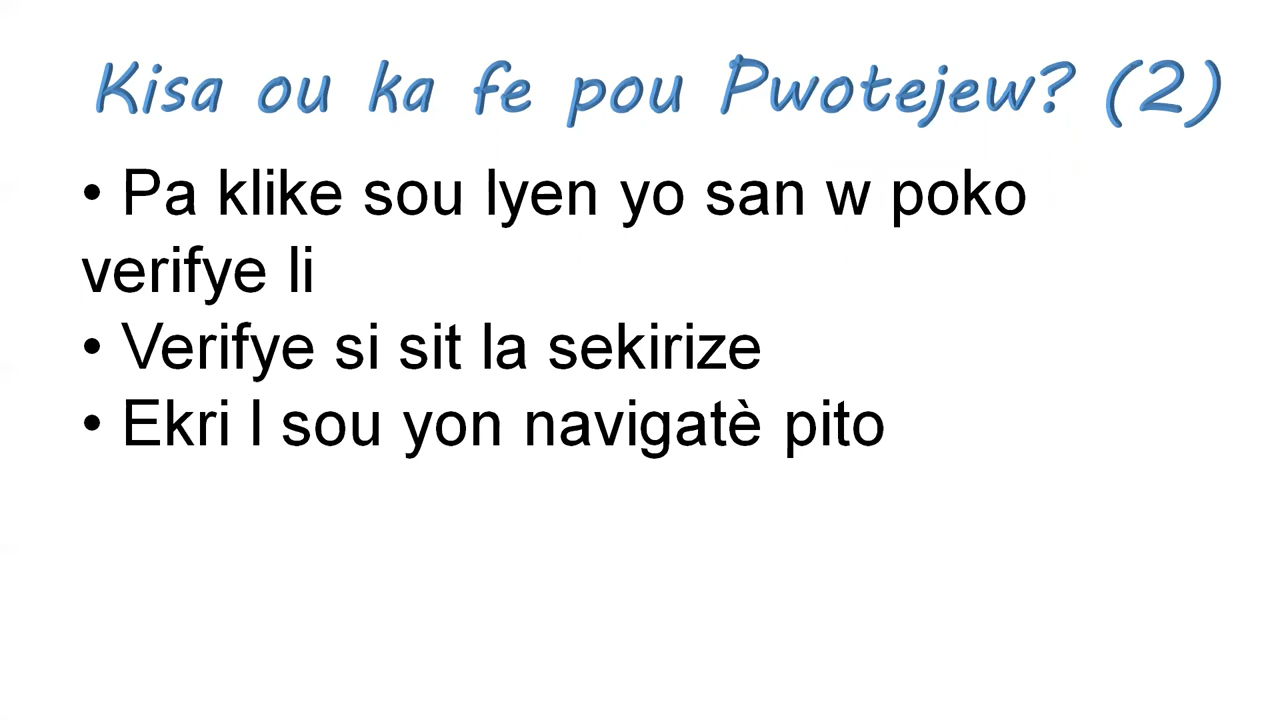 Kisa ou ka fe pou Pwotejew? (2)
• Pa klike sou lyen yo san w poko
verifye li
• Verifye si sit la sekirize
• Ekri l sou yon navigatè pito